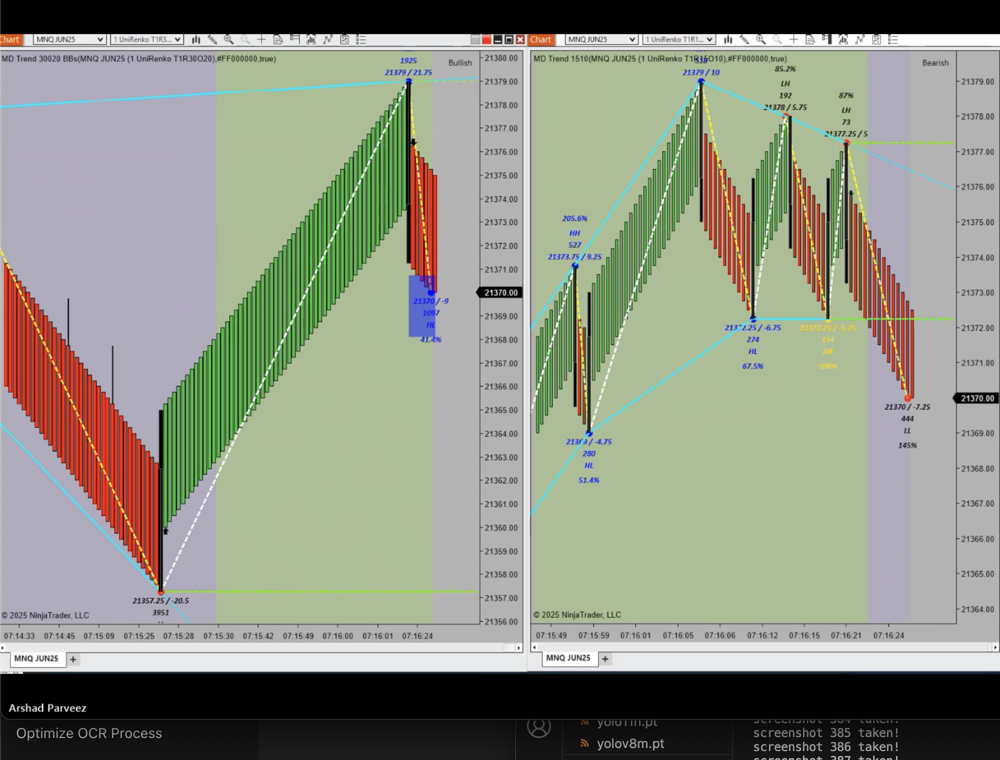 Chart
MNQ JUN25
1 UniRenko T1R3...
MD Trend 30020 BBs(MNQ JUN25 (1 UniRenko T1R30O20),#FF000000,true)
Bullish
1925
21379 / 21.75
21370 / -9
3097
HL
41.4%
21357.25 / -20.5
3951
© 2025 NinjaTrader, LLC
21380.00
21379.00
21378.00
21377.00
21376.00
21375.00
21374.00
21373.00
21372.00
21371.00
21370.00
21369.00
21368.00
21367.00
21366.00
21365.00
21364.00
21363.00
21362.00
21361.00
21360.00
21359.00
21358.00
21357.00
21356.00
07:14:33 07:14:45 07:15:09 07:15:25 07:15:28 07:15:30 07:15:42 07:15:49 07:16:00 07:16:01 07:16:24
MNQ JUN25 +
Chart
MNQ JUN25
1 UniRenko T1R1...
MD Trend 1510(MNQ JUN25 (1 UniRenko T1R15O10),#FF000000,true)
Bearish
21379 / 10
85.2%
LH
192
21378 / 5.75
87%
LH
73
21377.25 / 5
205.6%
HH
527
21373.75 / 9.25
21372.25 / -6.75
274
HL
67.5%
21372.25 / -5.75
154
DB
100%
21369 / -4.75
280
HL
51.4%
21370 / -7.25
444
LL
145%
© 2025 NinjaTrader, LLC
21379.00
21378.00
21377.00
21376.00
21375.00
21374.00
21373.00
21372.00
21371.00
21370.00
21369.00
21368.00
21367.00
21366.00
21365.00
21364.00
07:15:49 07:15:59 07:16:01 07:16:05 07:16:06 07:16:12 07:16:15 07:16:21 07:16:24
MNQ JUN25 +
Arshad Parveez
Optimize OCR Process
yolo11n.pt
yolov8m.pt
screenshot 384 taken!
screenshot 385 taken!
screenshot 386 taken!
screenshot 387 taken!